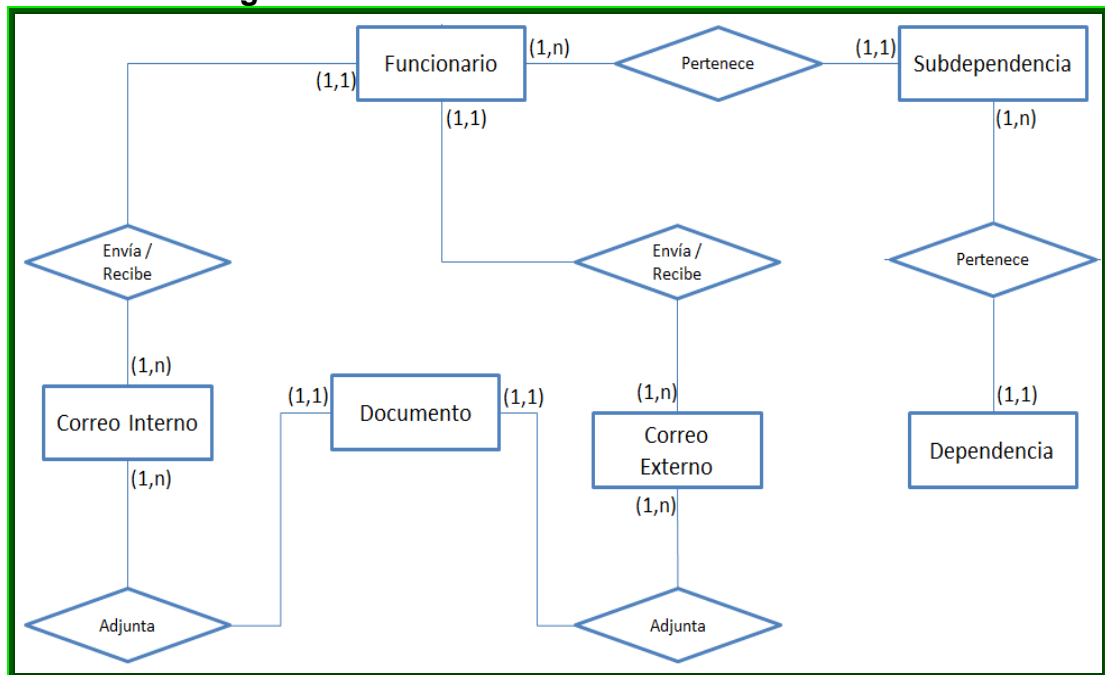 Funcionario
(1,n)
Pertenece
(1,1)
Subdependencia
(1,1)
(1,1)
(1,n)
Envía /
Recibe
Envía /
Recibe
Pertenece
(1,n)
Correo Interno
(1,n)
(1,1)
Documento
(1,1)
(1,n)
Correo
Externo
(1,n)
(1,1)
Dependencia
Adjunta
Adjunta